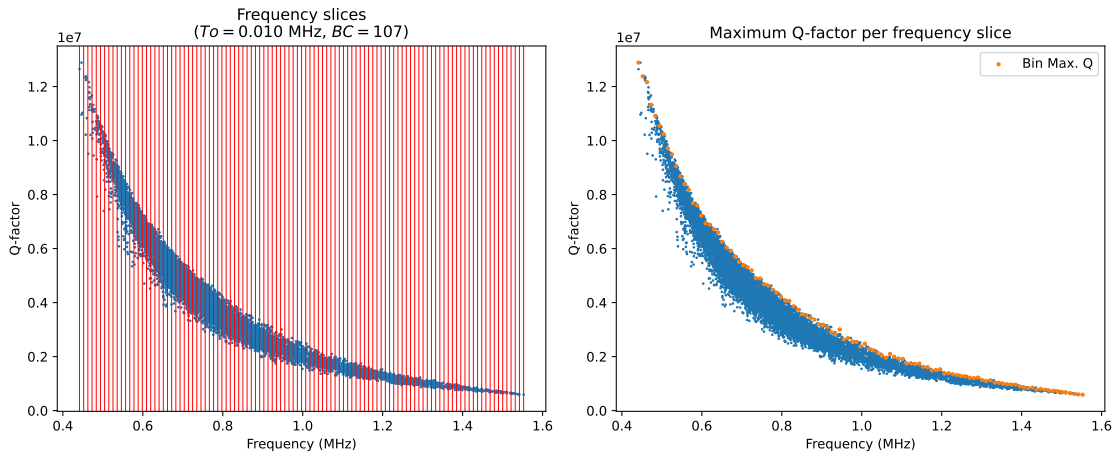 Frequency slices
(To = 0.010 MHz, BC = 107)
1e7
Q-factor
1.2
1.0
0.8
0.6
0.4
0.2
0.0
0.4 0.6 0.8 1.0 1.2 1.4 1.6
Frequency (MHz)
Maximum Q-factor per frequency slice
1e7
Bin Max. Q
Q-factor
1.2
1.0
0.8
0.6
0.4
0.2
0.0
0.4 0.6 0.8 1.0 1.2 1.4 1.6
Frequency (MHz)